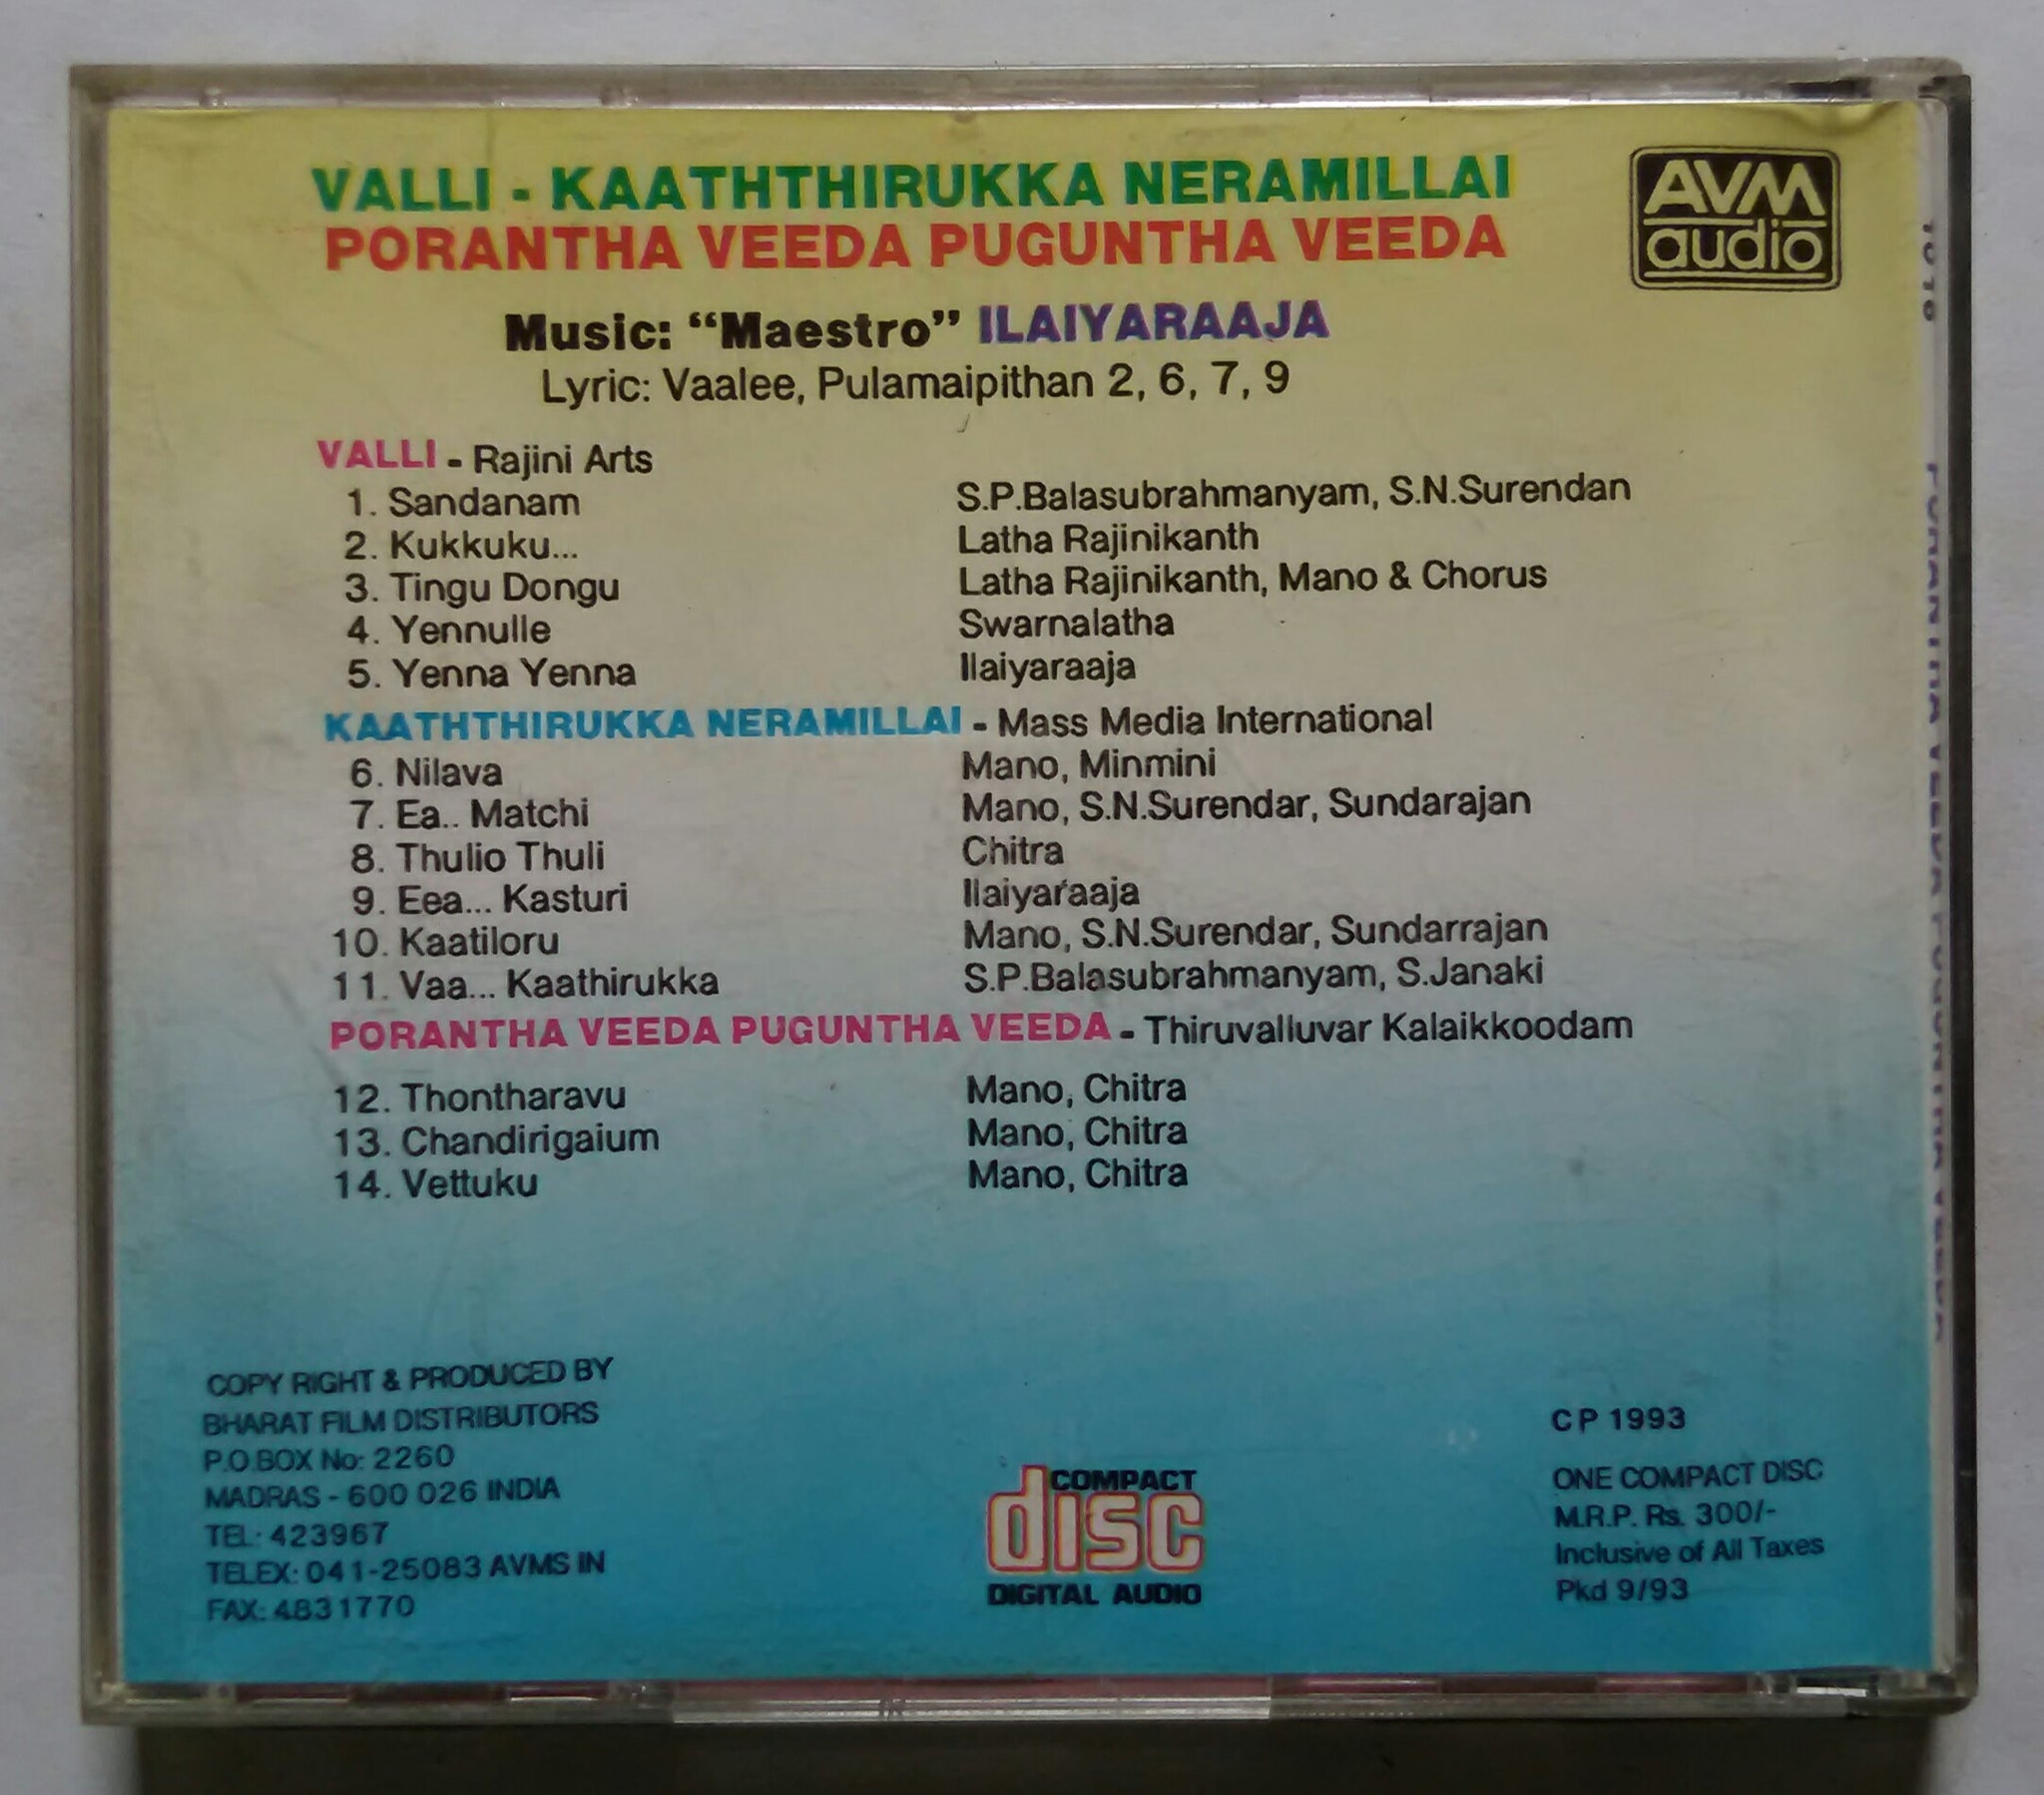 VALLI - KAATHTHIRUKKA NERAMILLAI
PORANTHA VEEDA PUGUNTHA VEEDA
AVM
audio
Music: “Maestro” ILAIYARAAJA
Lyric: Vaalee, Pulamaipithan 2, 6, 7, 9
VALLI - Rajini Arts
1. Sandanam S.P.Balasubrahmanyam, S.N.Surendan
2. Kukkuku... Latha Rajinikanth
3. Tingu Dongu Latha Rajinikanth, Mano & Chorus
4. Yennulle Swarnalatha
5. Yenna Yenna Ilaiyaraaja
KAATHTHIRUKKA NERAMILLAI - Mass Media International
6. Nilava Mano, Minmini
7. Ea.. Matchi Mano, S.N.Surendar, Sundarajan
8. Thulio Thuli Chitra
9. Eea... Kasturi Ilaiyaraaja
10. Kaatiloru Mano, S.N.Surendar, Sundarrajan
11. Vaa... Kaathirukka S.P.Balasubrahmanyam, S.Janaki
PORANTHA VEEDA PUGUNTHA VEEDA - Thiruvalluvar Kalaikkoodam
12. Thontharavu Mano, Chitra
13. Chandirigaium Mano, Chitra
14. Vettuku Mano, Chitra
COPY RIGHT & PRODUCED BY
BHARAT FILM DISTRIBUTORS
P.O.BOX No: 2260
MADRAS - 600 026 INDIA
TEL: 423967
TELEX: 041-25083 AVMS IN
FAX: 4831770
COMPACT
disc
DIGITAL AUDIO
C P 1993
ONE COMPACT DISC
M.R.P. Rs. 300/-
Inclusive of All Taxes
Pkd 9/93